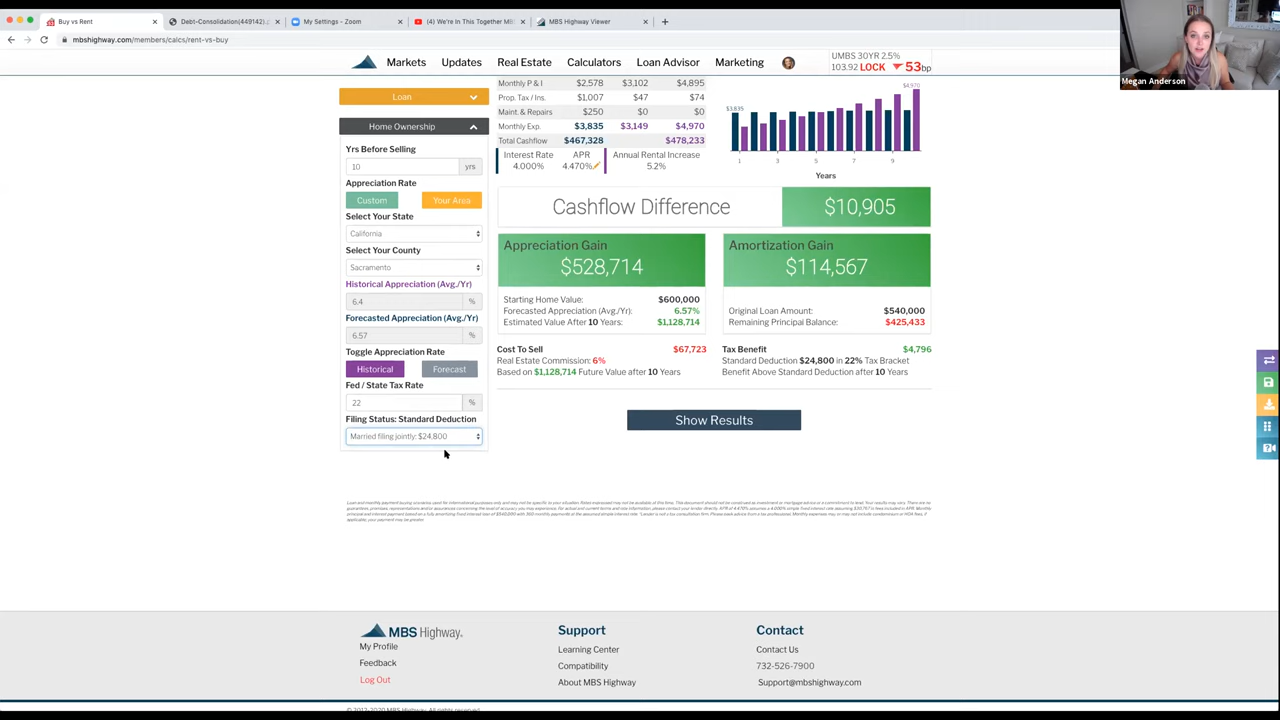 Buy vs Rent
Debt-Consolidation(449142).p
My Settings - Zoom
(4) We're In This Together MBS
MBS Highway Viewer
mbshighway.com/members/calcs/rent-vs-buy
Megan Anderson
Markets Updates Real Estate Calculators Loan Advisor Marketing
UMBS 30YR 2.5%
103.92 LOCK 53bp
Loan
Home Ownership
Yrs Before Selling
10 yrs
Appreciation Rate
Custom Your Area
Select Your State
California
Select Your County
Sacramento
Historical Appreciation (Avg./Yr)
6.4 %
Forecasted Appreciation (Avg./Yr)
6.57 %
Toggle Appreciation Rate
Historical Forecast
Fed / State Tax Rate
22 %
Filing Status: Standard Deduction
Married filing jointly: $24,800
Monthly P & I $2,578 $3,102 $4,895
Prop. Tax / Ins. $1,007 $47 $74
Maint. & Repairs $250 $0 $0
Monthly Exp. $3,835 $3,149 $4,970
Total Cashflow $467,328 $478,233
Interest Rate APR Annual Rental Increase
4.000% 4.470% 5.2%
$3,835
$4,970
1 3 5 7 9
Years
Cashflow Difference $10,905
Appreciation Gain
$528,714
Starting Home Value: $600,000
Forecasted Appreciation (Avg./Yr): 6.57%
Estimated Value After 10 Years: $1,128,714
Amortization Gain
$114,567
Original Loan Amount: $540,000
Remaining Principal Balance: $425,433
Cost To Sell $67,723
Real Estate Commission: 6%
Based on $1,128,714 Future Value after 10 Years
Tax Benefit $4,796
Standard Deduction $24,800 in 22% Tax Bracket
Benefit Above Standard Deduction after 10 Years
Show Results
MBS Highway.
My Profile
Feedback
Log Out
Support
Learning Center
Compatibility
About MBS Highway
Contact
Contact Us
732-526-7900
Support@mbshighway.com